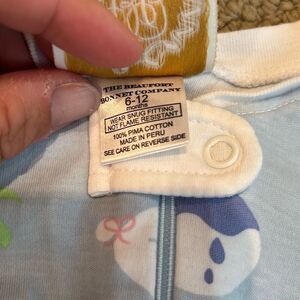 THE BEAUFORT
BONNET COMPANY
6-12
months
WEAR SNUG FITTING
NOT FLAME RESISTANT
100% PIMA COTTON
MADE IN PERU
SEE CARE ON REVERSE SIDE